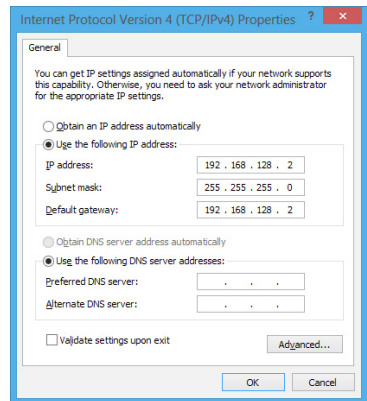 Internet Protocol Version 4 (TCP/IPv4) Properties ? ×
General
You can get IP settings assigned automatically if your network supports
this capability. Otherwise, you need to ask your network administrator
for the appropriate IP settings.
Obtain an IP address automatically
Use the following IP address:
IP address: 192 . 168 . 128 . 2
Subnet mask: 255 . 255 . 255 . 0
Default gateway: 192 . 168 . 128 . 2
Obtain DNS server address automatically
Use the following DNS server addresses:
Preferred DNS server: . . .
Alternate DNS server: . . .
Validate settings upon exit
Advanced...
OK Cancel